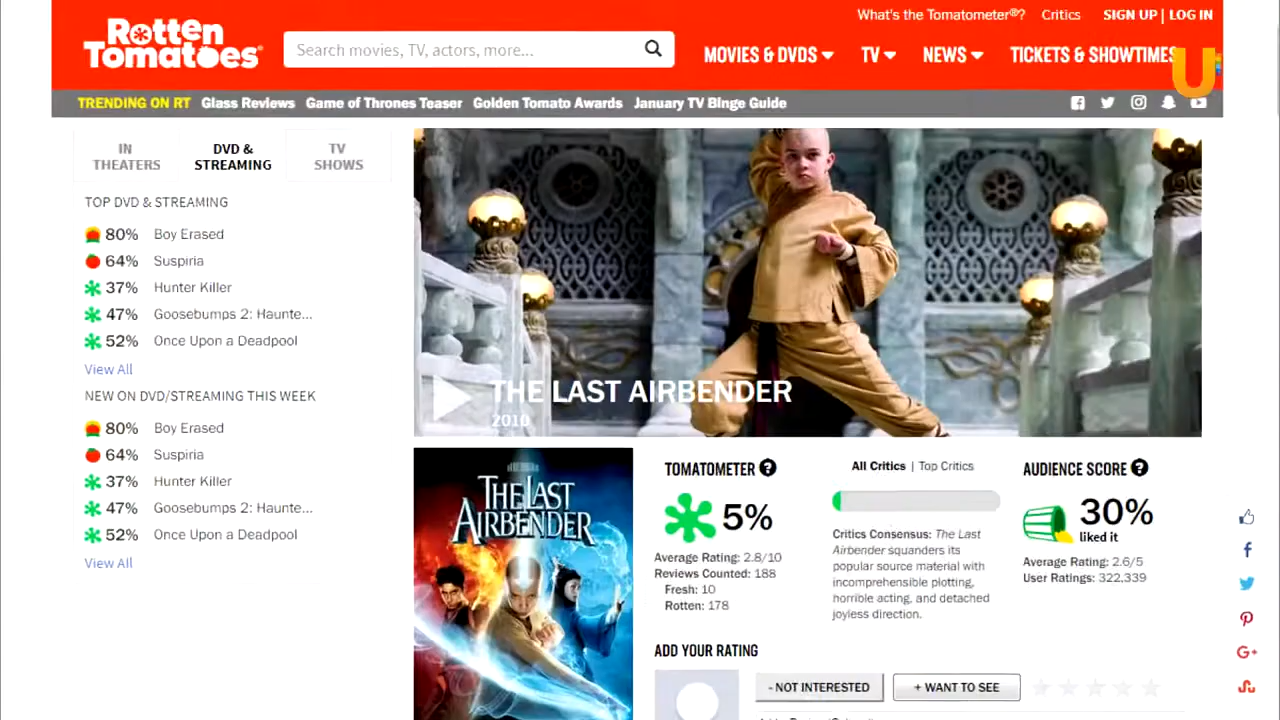 What's the Tomatometer®?
Critics
SIGN UP | LOG IN
Rotten
Tomatoes®
Search movies, TV, actors, more...
MOVIES & DVDS
TV
NEWS
TICKETS & SHOWTIMES
U
TRENDING ON RT
Glass Reviews
Game of Thrones Teaser
Golden Tomato Awards
January TV Binge Guide
IN
THEATERS
DVD &
STREAMING
TV
SHOWS
TOP DVD & STREAMING
80% Boy Erased
64% Suspiria
37% Hunter Killer
47% Goosebumps 2: Haunte...
52% Once Upon a Deadpool
View All
NEW ON DVD/STREAMING THIS WEEK
80% Boy Erased
64% Suspiria
37% Hunter Killer
47% Goosebumps 2: Haunte...
52% Once Upon a Deadpool
View All
THE LAST AIRBENDER
2010
THE LAST
AIRBENDER
TOMATOMETER ?
5%
Average Rating: 2.8/10
Reviews Counted: 188
Fresh: 10
Rotten: 178
All Critics | Top Critics
Critics Consensus: The Last
Airbender squanders its
popular source material with
incomprehensible plotting,
horrible acting, and detached
joyless direction.
AUDIENCE SCORE ?
30%
liked it
Average Rating: 2.6/5
User Ratings: 322,339
G+
ADD YOUR RATING
- NOT INTERESTED
+ WANT TO SEE